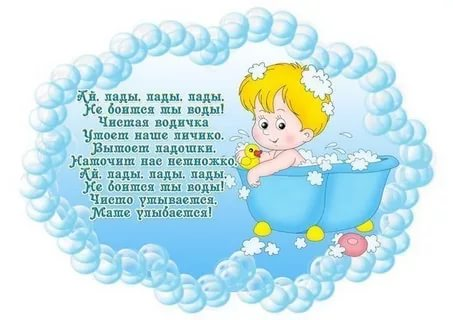 Ай, лады, лады, лады,
Не боимся мы воды!
Чистая водичка
Умоет наше личико,
Вымоет ладошки,
Намочит нас немножко.
Ай, лады, лады, лады,
Не боимся мы воды!
Чисто умываемся,
Маме улыбаемся!